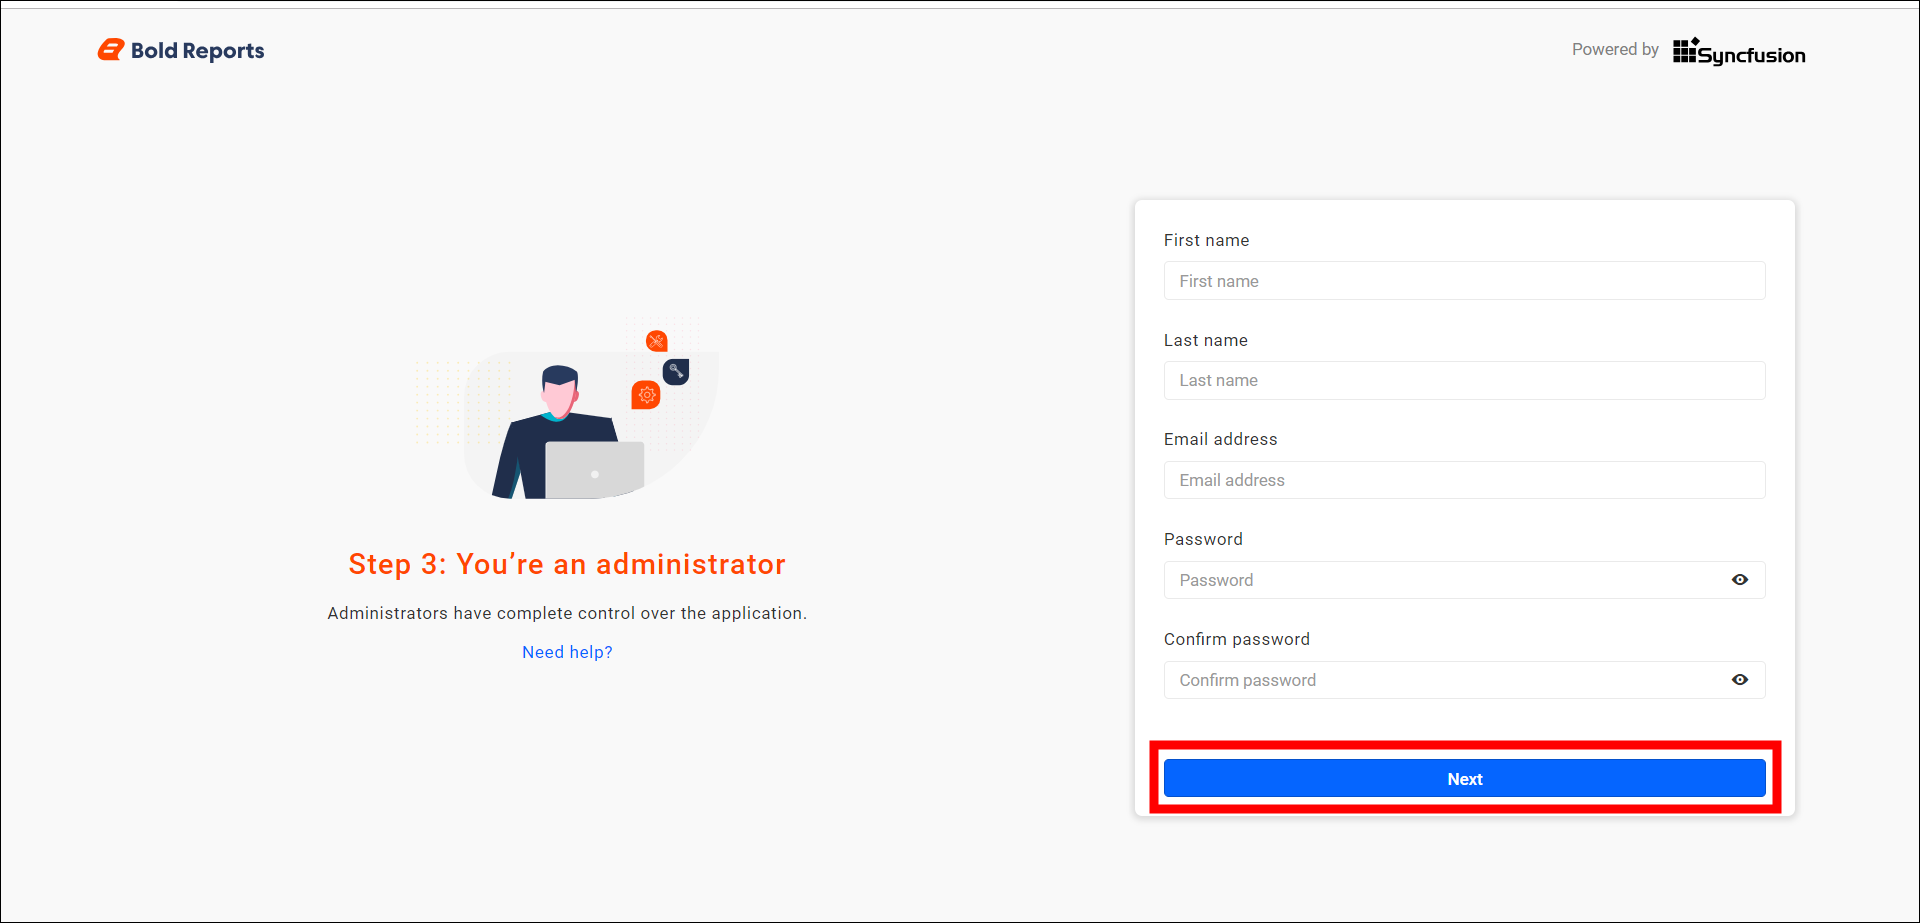 Bold Reports
Powered by Syncfusion
Step 3: You’re an administrator
Administrators have complete control over the application.
Need help?
First name
First name
Last name
Last name
Email address
Email address
Password
Password
Confirm password
Confirm password
Next